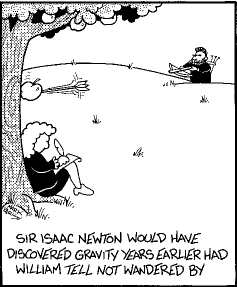 SIR ISAAC NEWTON WOULD HAVE
DISCOVERED GRAVITY YEARS EARLIER HAD
WILLIAM TELL NOT WANDERED BY